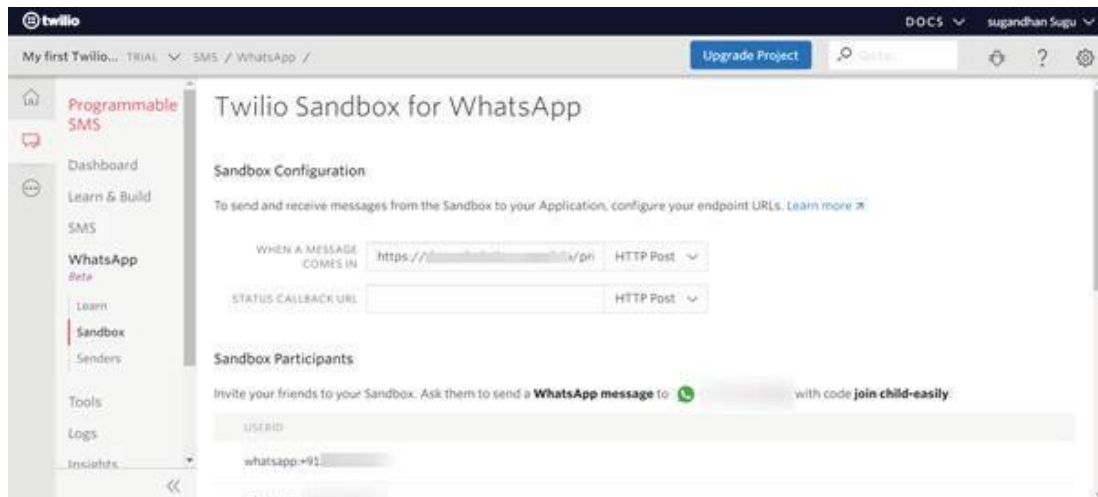 twilio
DOCS
sugandhan Sugu
My first Twilio... TRIAL
SMS / WhatsApp /
Upgrade Project
Programmable
SMS
Dashboard
Learn & Build
SMS
WhatsApp
Beta
Learn
Sandbox
Senders
Tools
Logs
Insights
Twilio Sandbox for WhatsApp
Sandbox Configuration
To send and receive messages from the Sandbox to your Application, configure your endpoint URLs. Learn more
WHEN A MESSAGE
COMES IN
https://
HTTP Post
STATUS CALLBACK URL
HTTP Post
Sandbox Participants
Invite your friends to your Sandbox. Ask them to send a WhatsApp message to with code join child-easily
USERID
whatsapp:+91